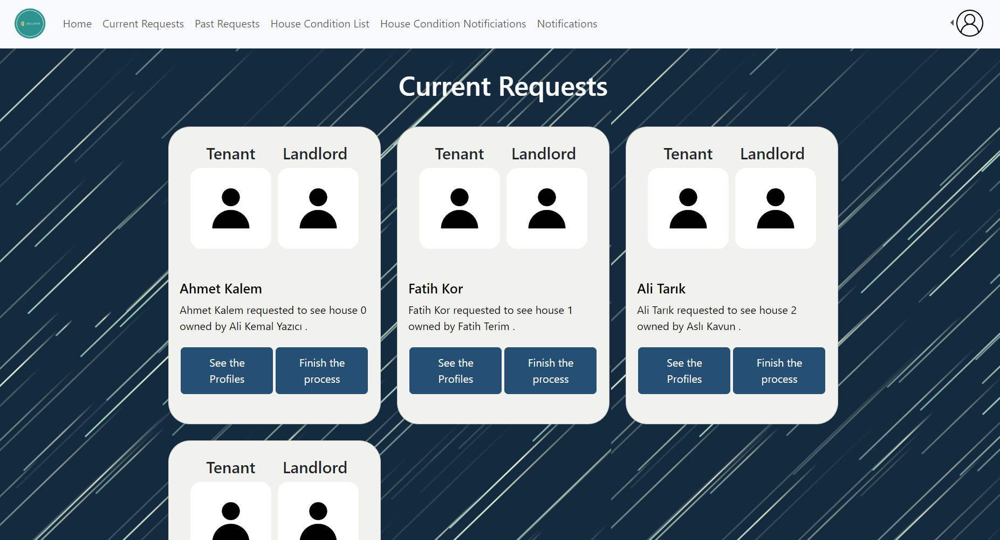 securent
Home Current Requests Past Requests House Condition List House Condition Notificiations Notifications
Current Requests
Tenant Landlord
Ahmet Kalem
Ahmet Kalem requested to see house 0
owned by Ali Kemal Yazıcı .
See the
Profiles
Finish the
process
Tenant Landlord
Fatih Kor
Fatih Kor requested to see house 1
owned by Fatih Terim .
See the
Profiles
Finish the
process
Tenant Landlord
Ali Tarık
Ali Tarık requested to see house 2
owned by Aslı Kavun .
See the
Profiles
Finish the
process
Tenant Landlord